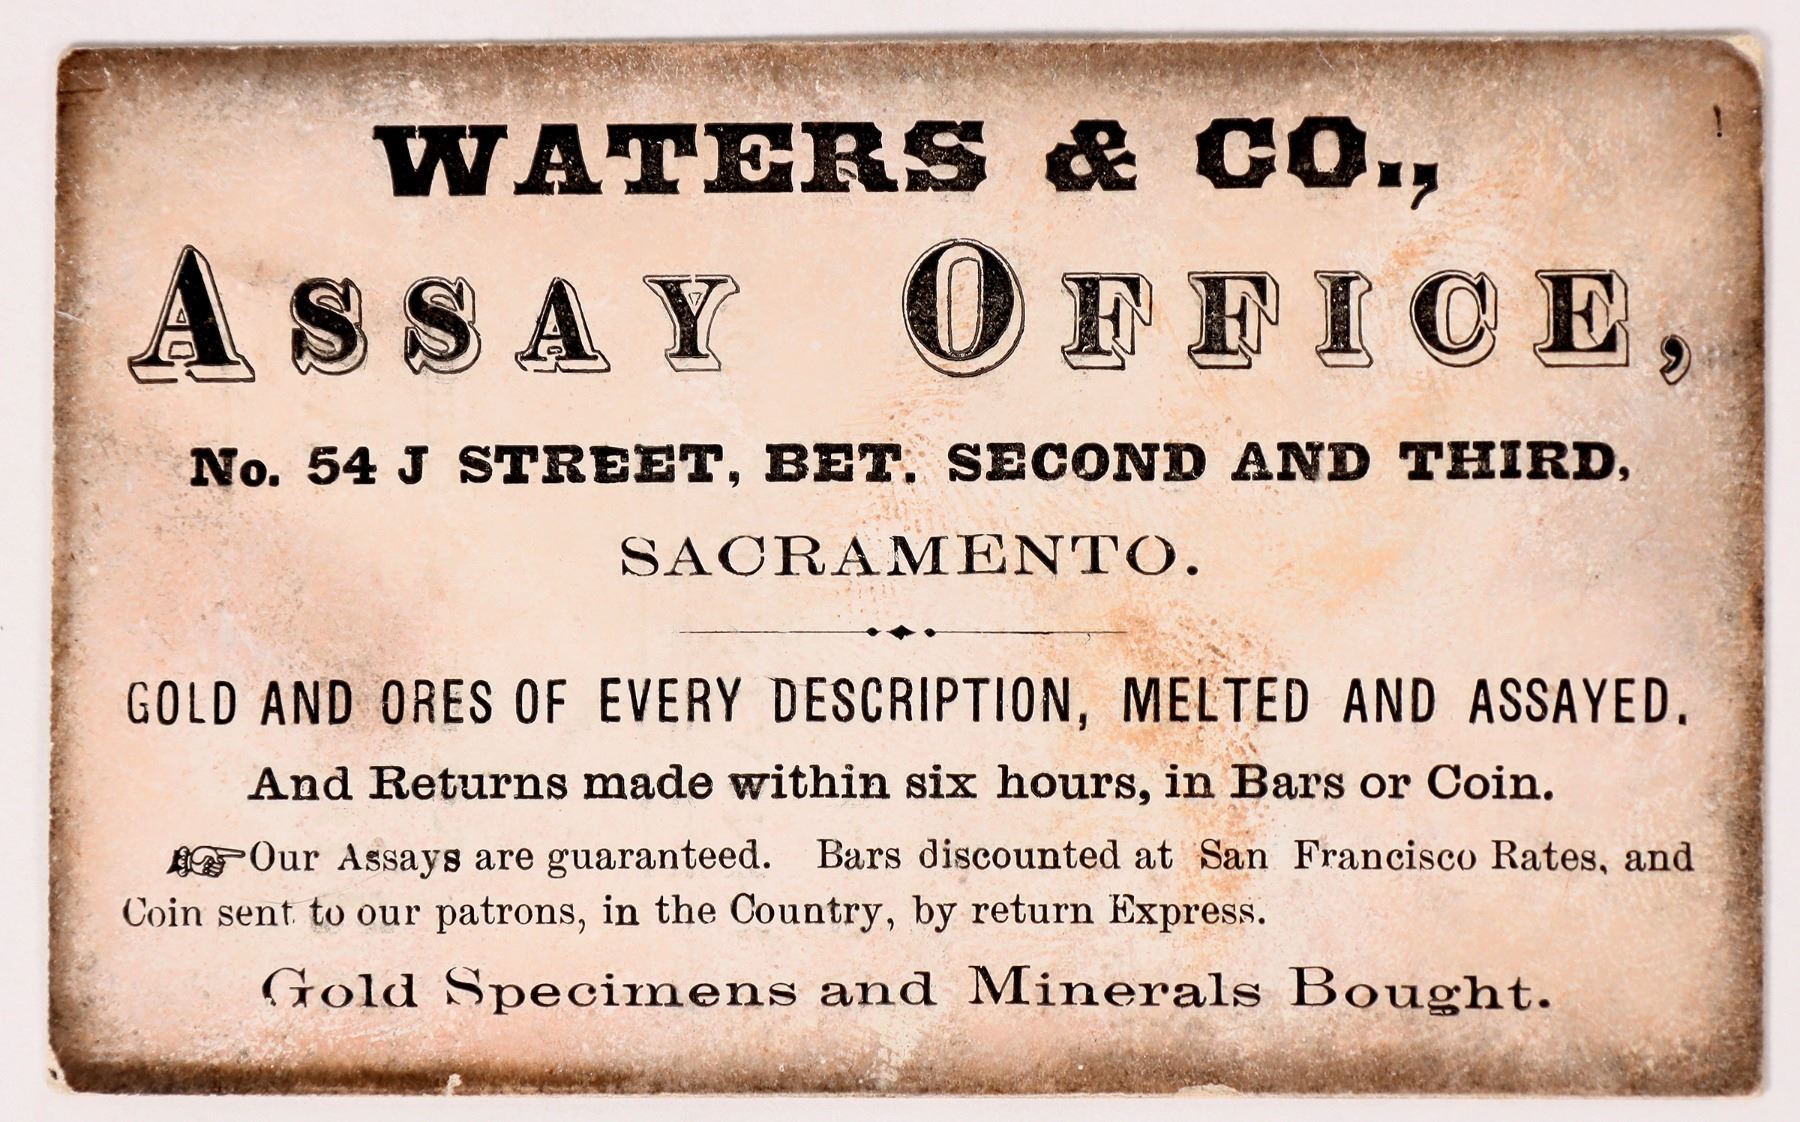 WATERS & CO.,
ASSAY OFFICE,
No. 54 J STREET, BET. SECOND AND THIRD,
SACRAMENTO.
GOLD AND ORES OF EVERY DESCRIPTION, MELTED AND ASSAYED.
And Returns made within six hours, in Bars or Coin.
☞Our Assays are guaranteed. Bars discounted at San Francisco Rates, and
Coin sent to our patrons, in the Country, by return Express.
Gold Specimens and Minerals Bought.